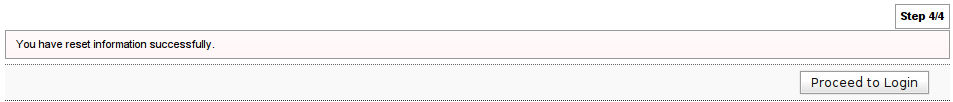 Step 4/4
You have reset information successfully.
Proceed to Login